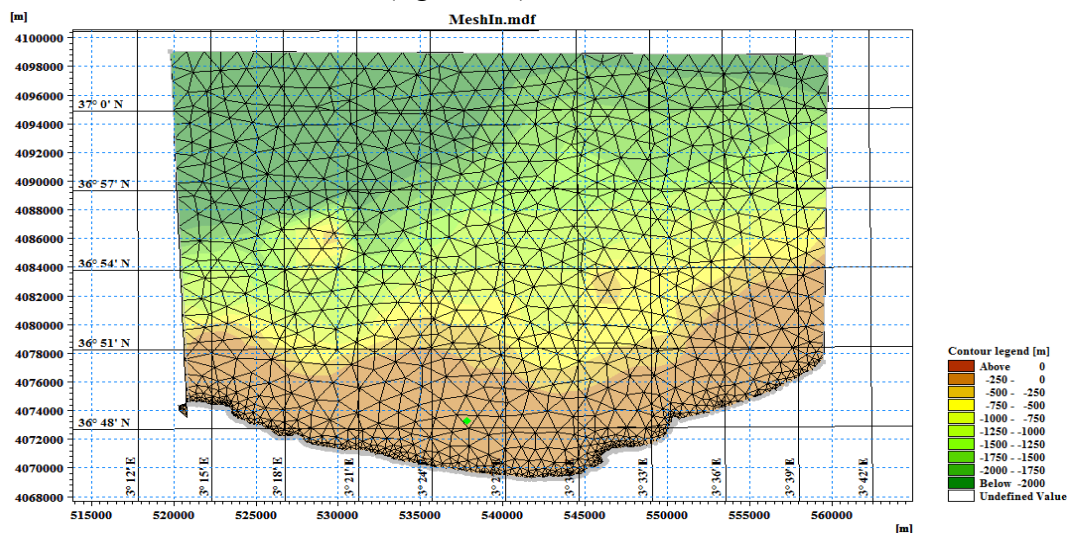 MeshIn.mdf
[m]
4100000
4098000
4096000
37° 0' N
4094000
4092000
4090000
36° 57' N
4088000
4086000
36° 54' N
4084000
4082000
4080000
36° 51' N
4078000
4076000
4074000
36° 48' N
4072000
4070000
4068000
3° 12' E
3° 15' E
3° 18' E
3° 21' E
3° 24' E
3° 33' E
3° 36' E
3° 39' E
3° 42' E
515000 520000 525000 530000 535000 540000 545000 550000 555000 560000
[m]
Contour legend [m]
Above 0
-250 - 0
-500 - -250
-750 - -500
-1000 - -750
-1250 - -1000
-1500 - -1250
-1750 - -1500
-2000 - -1750
Below -2000
Undefined Value